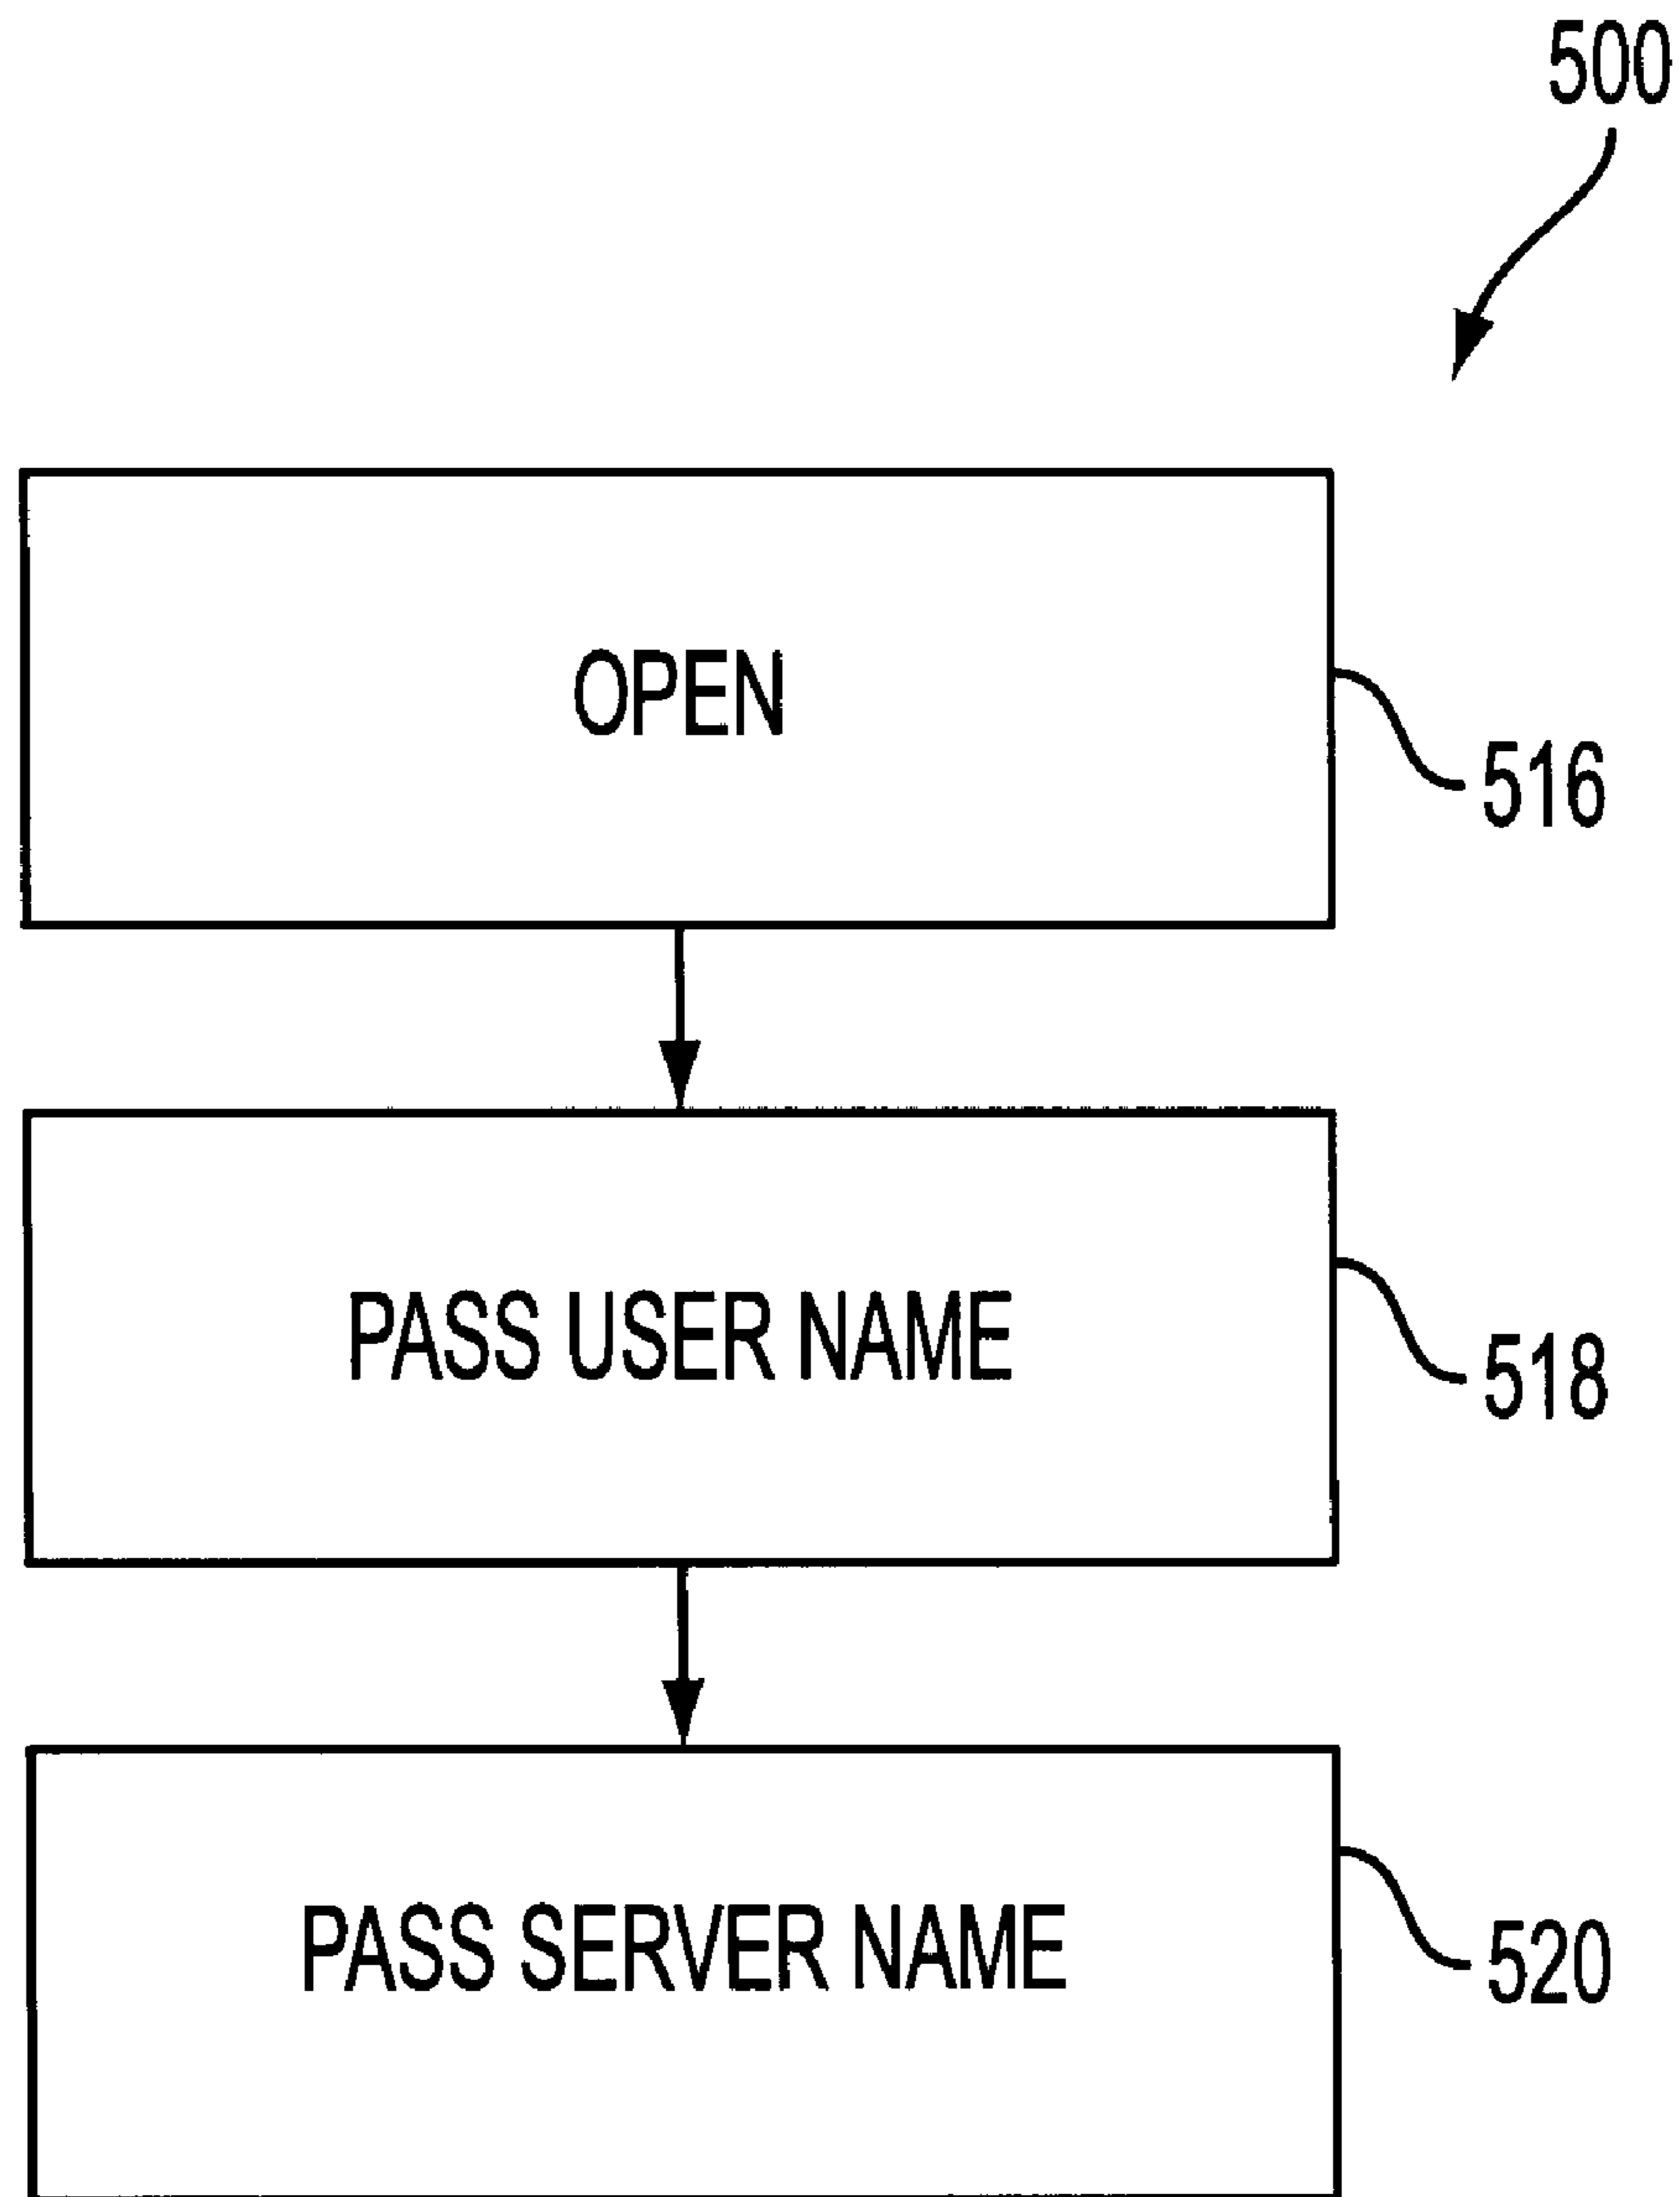 500
OPEN
516
PASS USER NAME
518
PASS SERVER NAME
520